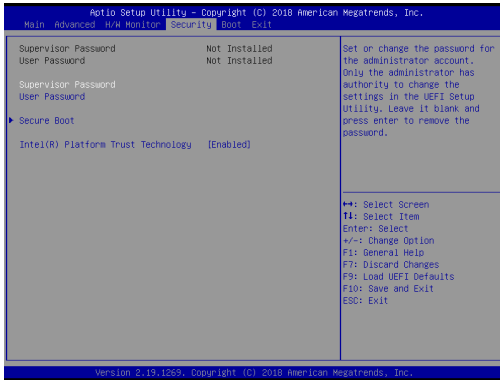 Aptio Setup Utility – Copyright (C) 2018 American Megatrends, Inc.
Main Advanced H/W Monitor Security Boot Exit
Supervisor Password Not Installed
User Password Not Installed
Supervisor Password
User Password
Secure Boot
Intel(R) Platform Trust Technology [Enabled]
Set or change the password for
the administrator account.
Only the administrator has
authority to change the
settings in the UEFI Setup
Utility. Leave it blank and
press enter to remove the
password.
↔: Select Screen
↑↓: Select Item
Enter: Select
+/-: Change Option
F1: General Help
F7: Discard Changes
F9: Load UEFI Defaults
F10: Save and Exit
ESC: Exit
Version 2.19.1269. Copyright (C) 2018 American Megatrends, Inc.